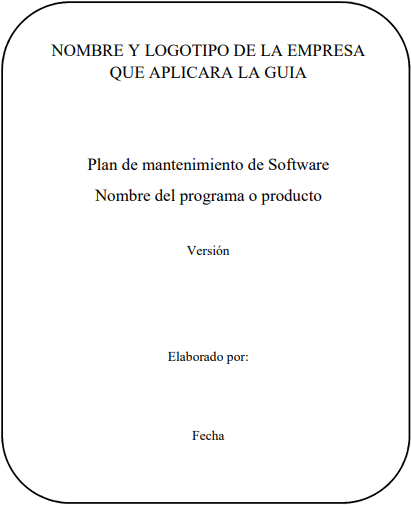 NOMBRE Y LOGOTIPO DE LA EMPRESA
QUE APLICARA LA GUIA
Plan de mantenimiento de Software
Nombre del programa o producto
Versión
Elaborado por:
Fecha